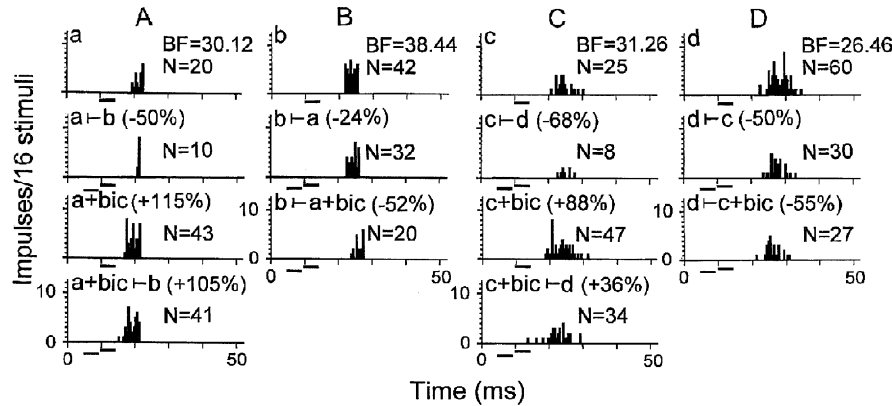 A B C D
a BF=30.12 N=20
b BF=38.44 N=42
c BF=31.26 N=25
d BF=26.46 N=60
a⊢b (-50%) N=10
b⊢a (-24%) N=32
c⊢d (-68%) N=8
d⊢c (-50%) N=30
a+bic (+115%) N=43
10 b⊢a+bic (-52%) N=20 0
c+bic (+88%) N=47
10 d⊢c+bic (-55%) N=27 0
10 a+bic⊢b (+105%) N=41 0
0 50
0 50
10 c+bic⊢d (+36%) N=34 0
0 50
0 50
Impulses/16 stimuli
Time (ms)